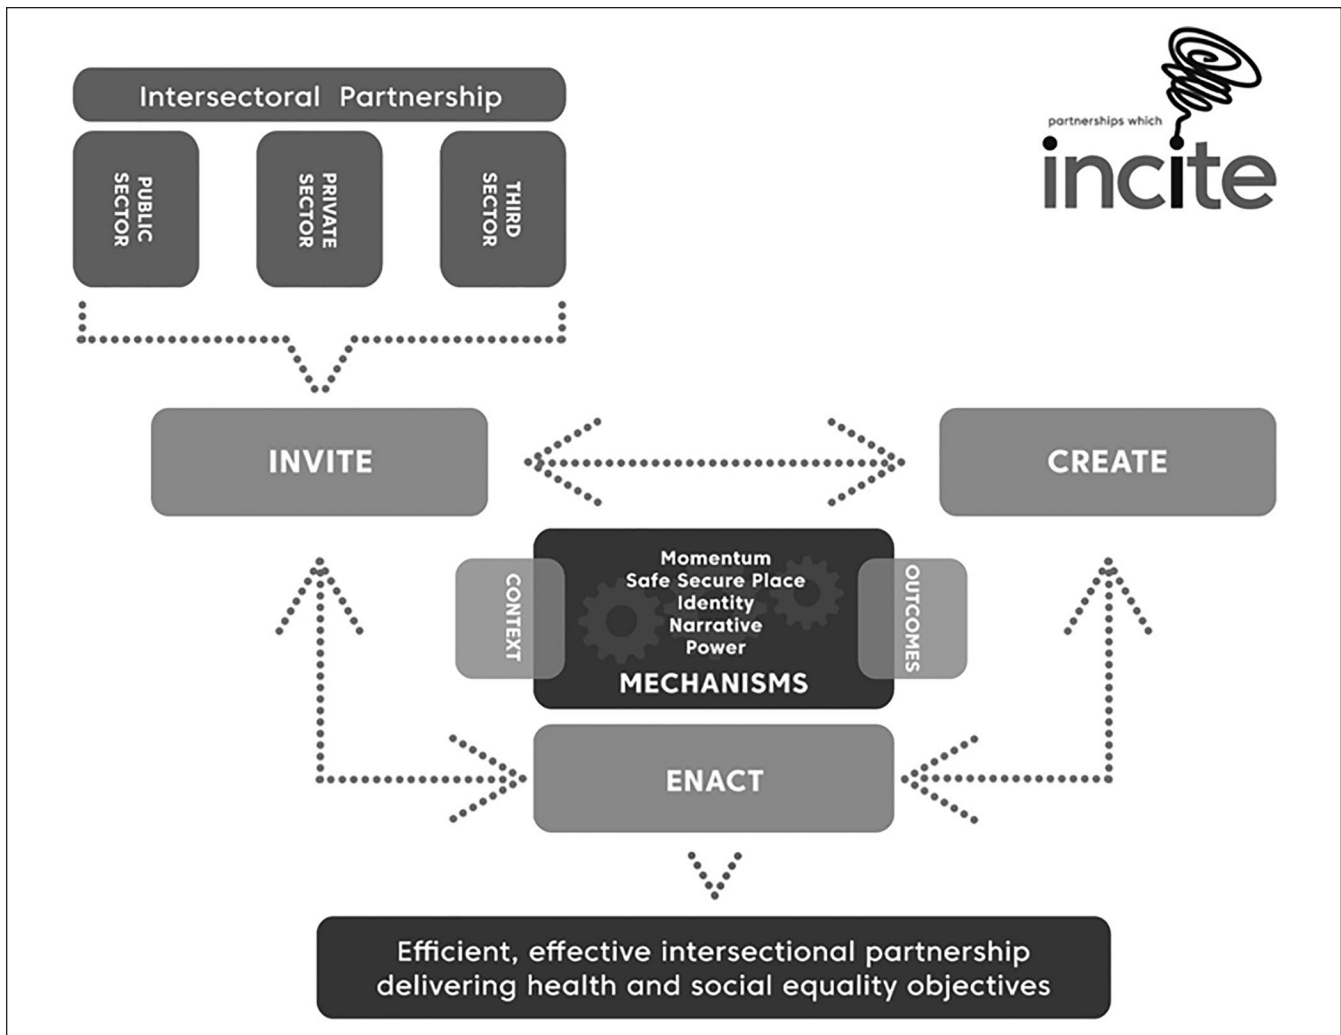 Intersectoral Partnership
partnerships which
incite
PUBLIC
SECTOR
PRIVATE
SECTOR
THIRD
SECTOR
INVITE
CREATE
CONTEXT
Momentum
Safe Secure Place
Identity
Narrative
Power
MECHANISMS
OUTCOMES
ENACT
Efficient, effective intersectional partnership
delivering health and social equality objectives